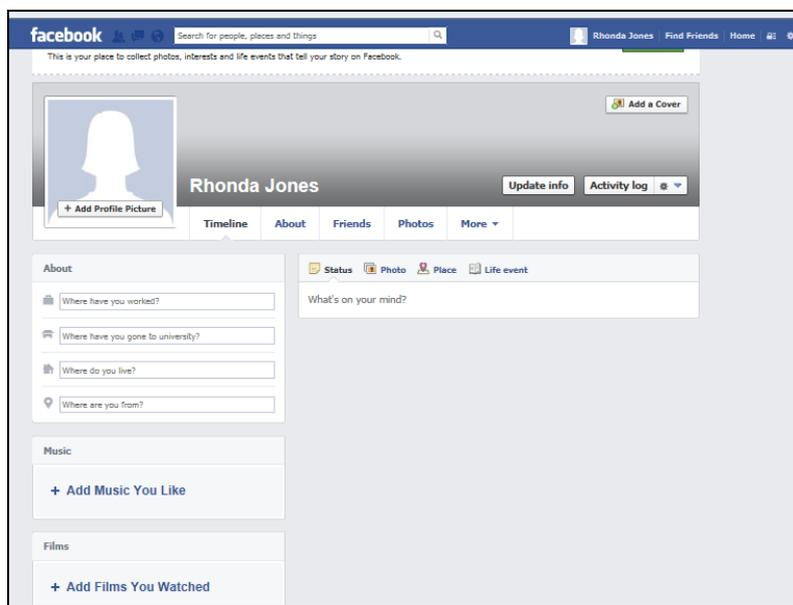 facebook
Search for people, places and things
Rhonda Jones
Find Friends
Home
This is your place to collect photos, interests and life events that tell your story on Facebook.
Add a Cover
Rhonda Jones
Update info
Activity log
+ Add Profile Picture
Timeline
About
Friends
Photos
More
About
Where have you worked?
Where have you gone to university?
Where do you live?
Where are you from?
Status
Photo
Place
Life event
What's on your mind?
Music
+ Add Music You Like
Films
+ Add Films You Watched